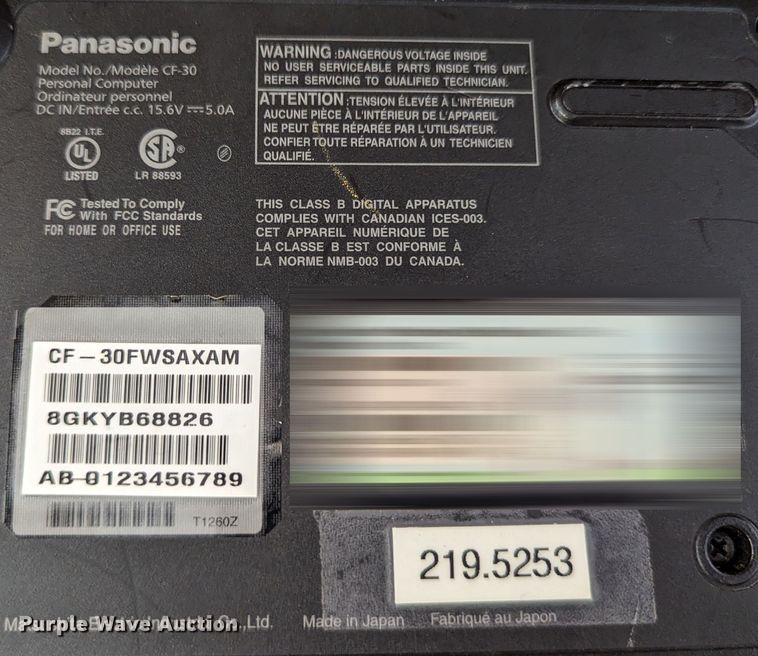 Panasonic
Model No./Modèle CF-30
Personal Computer
Ordinateur personnel
DC IN/Entrée c.c. 15.6V 5.0A
8B22 I.T.E.
UL
LISTED
SA ®
LR 88593
FC Tested To Comply
With FCC Standards
FOR HOME OR OFFICE USE
WARNING :DANGEROUS VOLTAGE INSIDE
NO USER SERVICEABLE PARTS INSIDE THIS UNIT.
REFER SERVICING TO QUALIFIED TECHNICIAN.
ATTENTION :TENSION ÉLEVÉE À L'INTÉRIEUR
AUCUNE PIÈCE À L'INTÉRIEUR DE L'APPAREIL
NE PEUT ÊTRE RÉPARÉE PAR L'UTILISATEUR.
CONFIER TOUTE RÉPARATION À UN TECHNICIEN
QUALIFIÉ.
THIS CLASS B DIGITAL APPARATUS
COMPLIES WITH CANADIAN ICES-003.
CET APPAREIL NUMÉRIQUE DE
LA CLASSE B EST CONFORME À
LA NORME NMB-003 DU CANADA.
CF-30FWSAXAM
8GKYB68826
AB-0123456789
T1260Z
219.5253
Co.,Ltd. Made in Japan Fabriqué au Japon
Purple Wave Auction